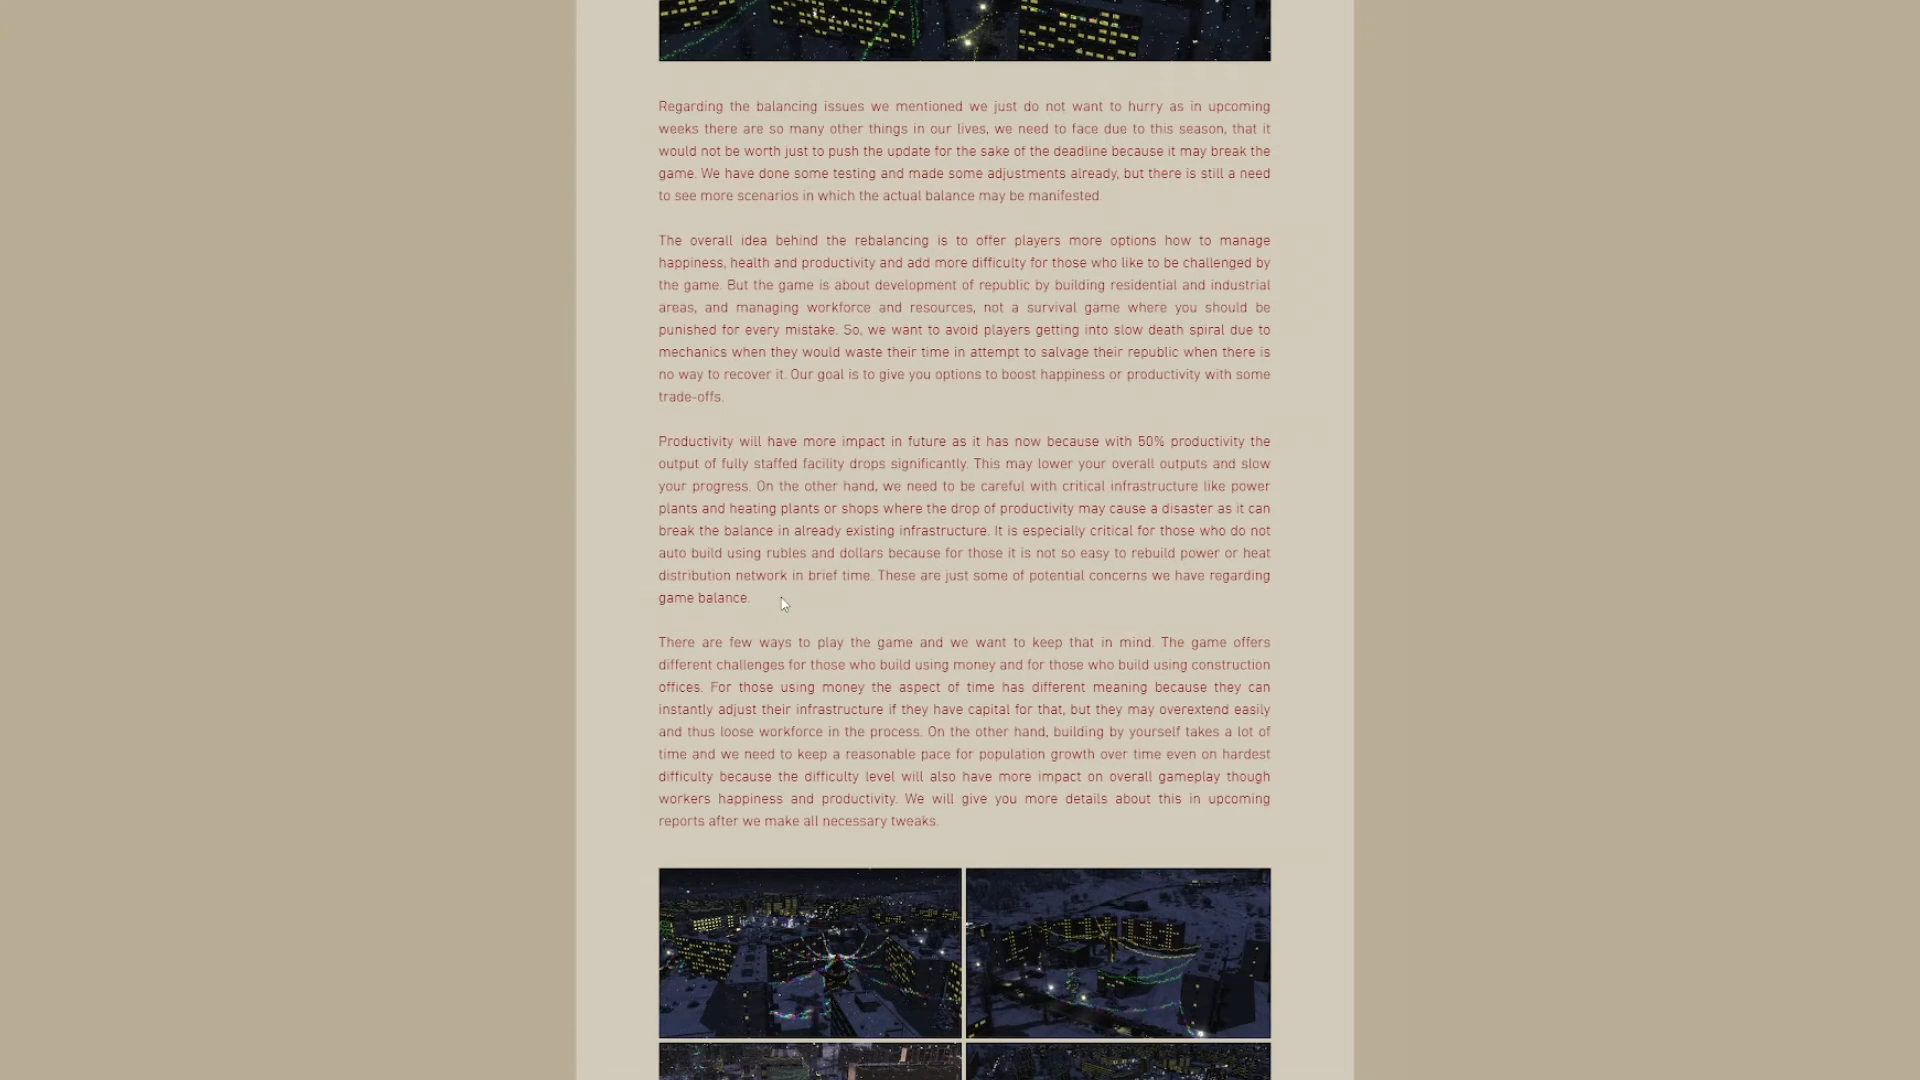 Regarding the balancing issues we mentioned we just do not want to hurry as in upcoming
weeks there are so many other things in our lives, we need to face due to this season, that it
would not be worth just to push the update for the sake of the deadline because it may break the
game. We have done some testing and made some adjustments already, but there is still a need
to see more scenarios in which the actual balance may be manifested.
The overall idea behind the rebalancing is to offer players more options how to manage
happiness, health and productivity and add more difficulty for those who like to be challenged by
the game. But the game is about development of republic by building residential and industrial
areas, and managing workforce and resources, not a survival game where you should be
punished for every mistake. So, we want to avoid players getting into slow death spiral due to
mechanics when they would waste their time in attempt to salvage their republic when there is
no way to recover it. Our goal is to give you options to boost happiness or productivity with some
trade-offs.
Productivity will have more impact in future as it has now because with 50% productivity the
output of fully staffed facility drops significantly. This may lower your overall outputs and slow
your progress. On the other hand, we need to be careful with critical infrastructure like power
plants and heating plants or shops where the drop of productivity may cause a disaster as it can
break the balance in already existing infrastructure. It is especially critical for those who do not
auto build using rubles and dollars because for those it is not so easy to rebuild power or heat
distribution network in brief time. These are just some of potential concerns we have regarding
game balance.
There are few ways to play the game and we want to keep that in mind. The game offers
different challenges for those who build using money and for those who build using construction
offices. For those using money the aspect of time has different meaning because they can
instantly adjust their infrastructure if they have capital for that, but they may overextend easily
and thus loose workforce in the process. On the other hand, building by yourself takes a lot of
time and we need to keep a reasonable pace for population growth over time even on hardest
difficulty because the difficulty level will also have more impact on overall gameplay though
workers happiness and productivity. We will give you more details about this in upcoming
reports after we make all necessary tweaks.